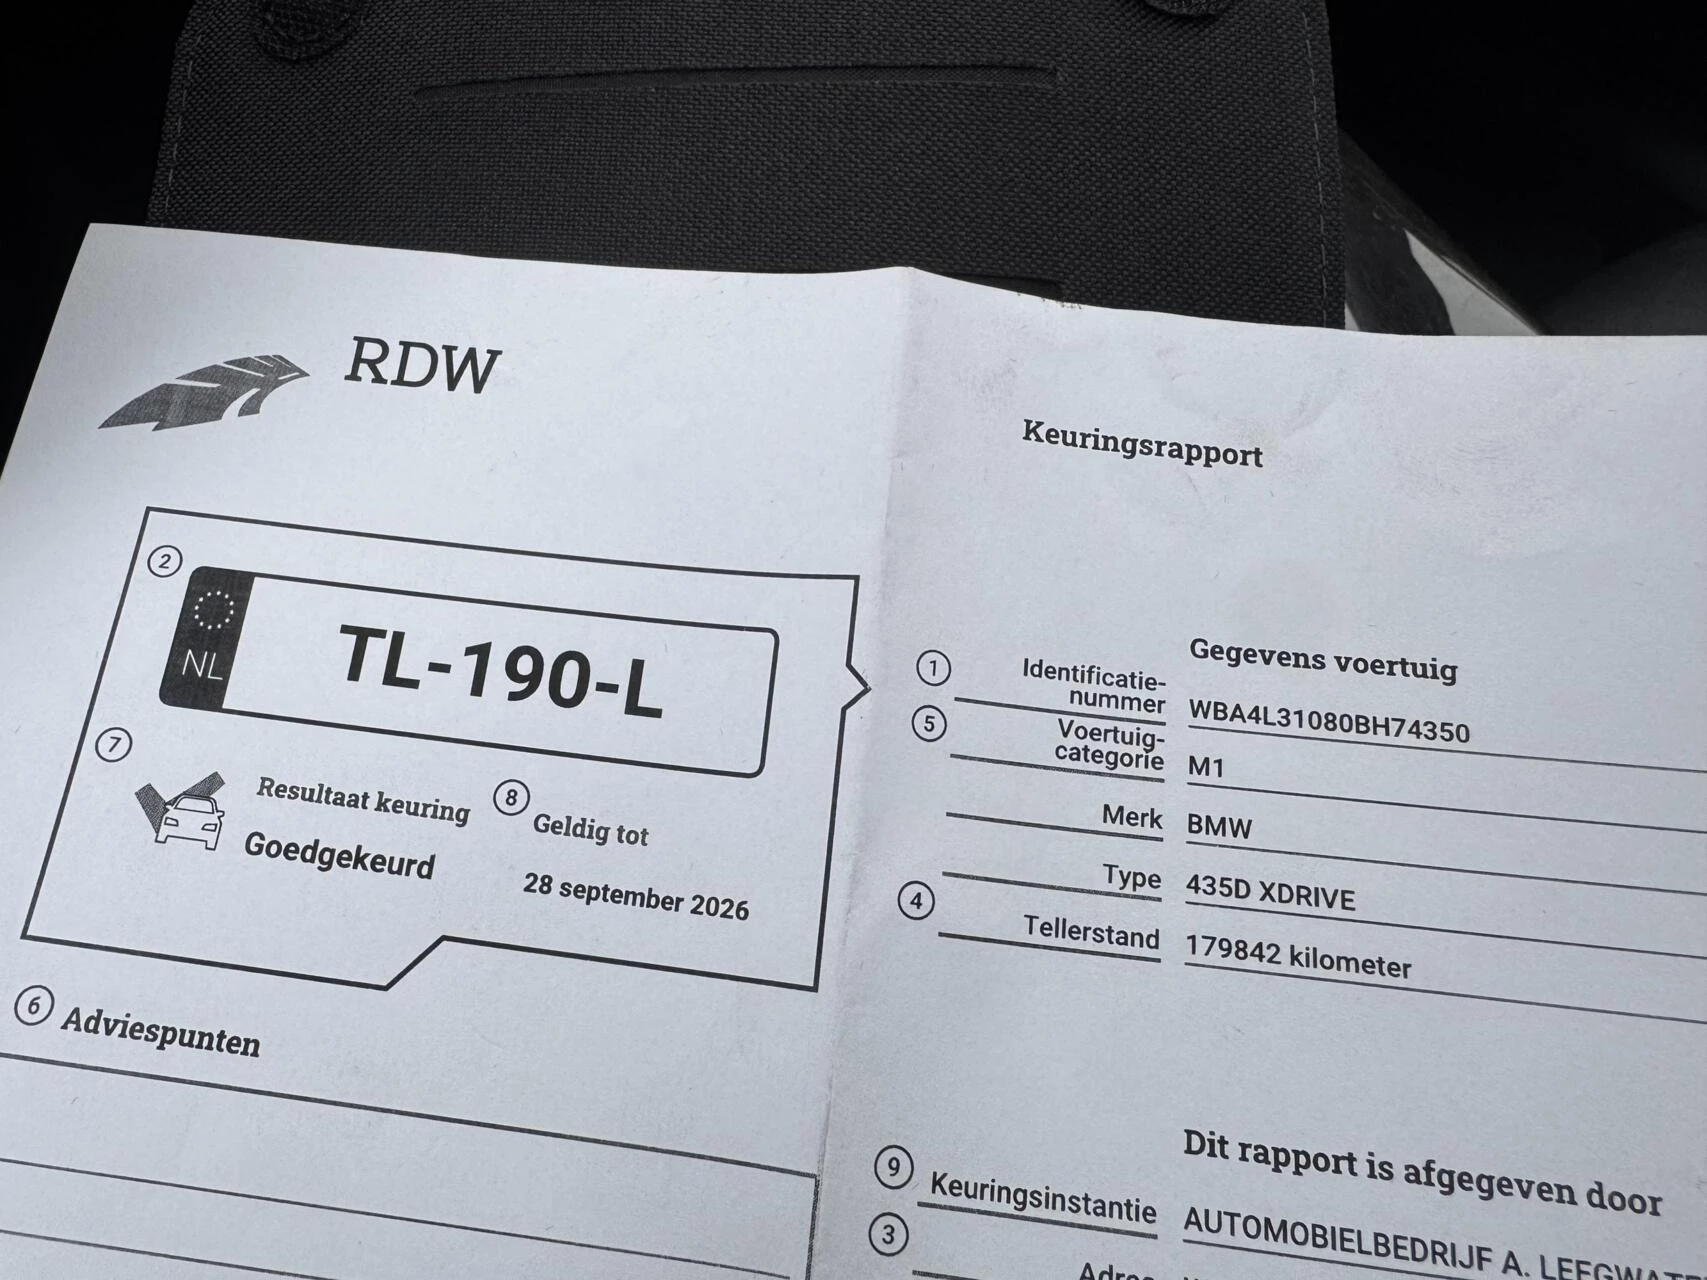 RDW
Keuringsrapport
2
NL
TL-190-L
7
Resultaat keuring
Goedgekeurd
8
Geldig tot
28 september 2026
6 Adviespunten
Gegevens voertuig
1 Identificatie-
nummer WBA4L31080BH74350
5 Voertuig-
categorie M1
Merk BMW
Type 435D XDRIVE
4 Tellerstand 179842 kilometer
Dit rapport is afgegeven door
9 Keuringsinstantie AUTOMOBIELBEDRIJF A.
3